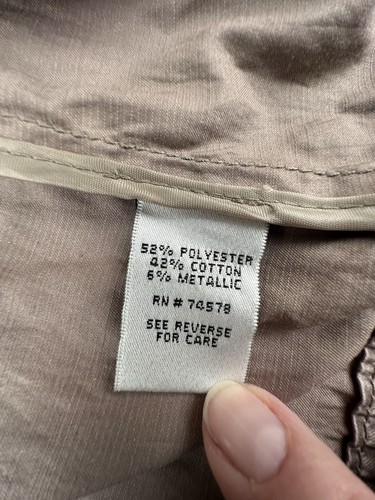 52% POLYESTER
42% COTTON
6% METALLIC
RN # 74578
SEE REVERSE
FOR CARE